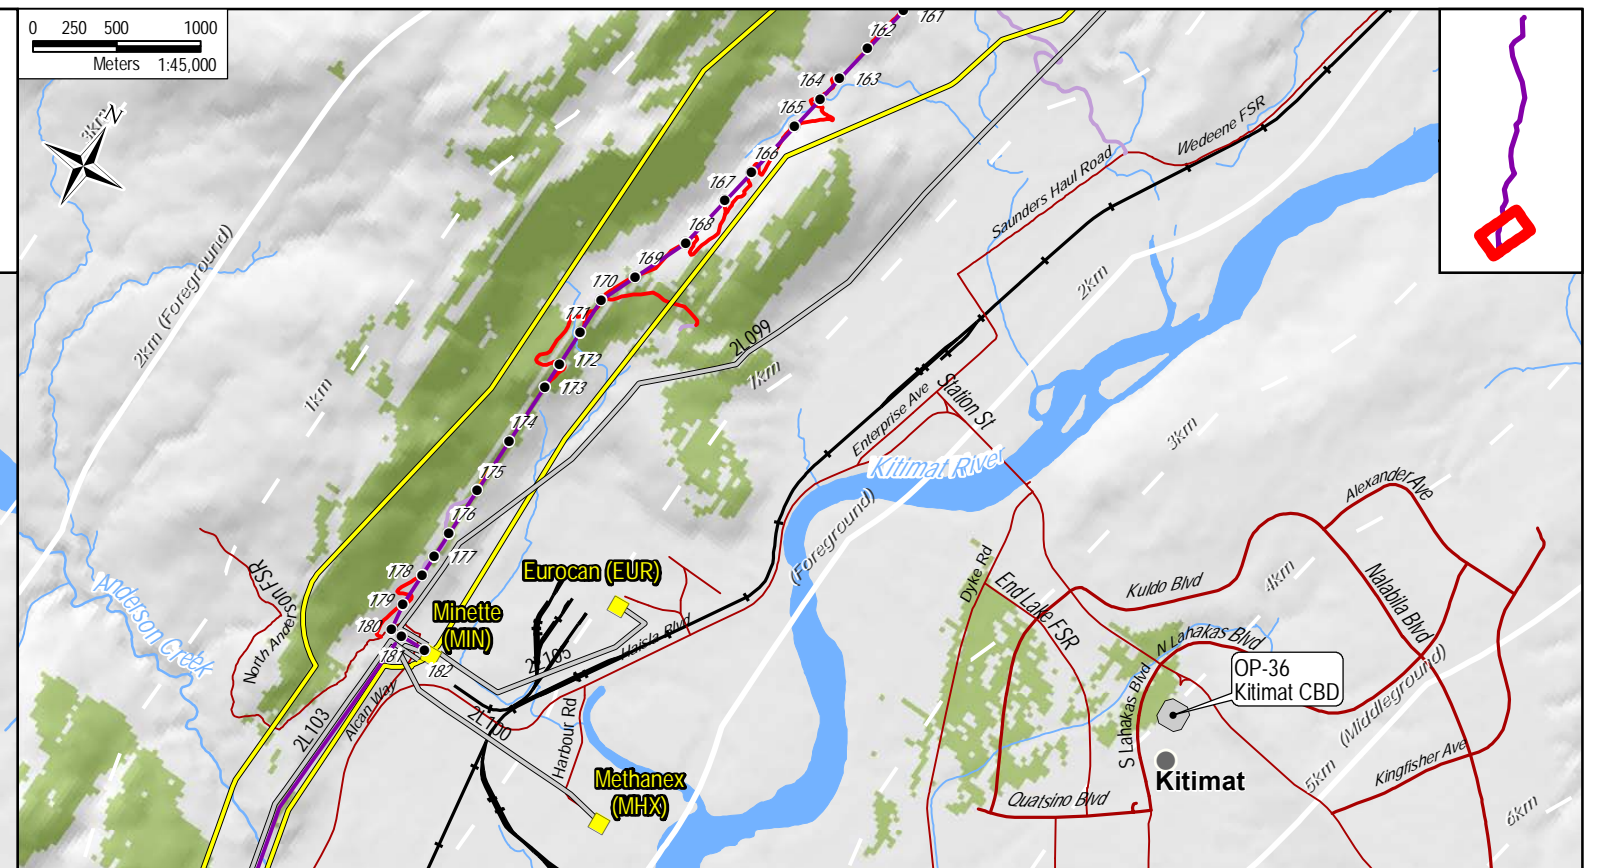 0 250 500 1000
Meters 1:45,000
N
3km
2km (Foreground)
1km
161
162
163
164
165
166
167
168
169
170
171
172
173
174
175
176
177
178
179
180
181
182
2L099
1km
2km
3km
4km
5km
6km
Wedeene FSR
Saunders Haul Road
Station St
Enterprise Ave
Kitimat River
(Foreground)
Alexander Ave
Nalabila Blvd
Kuldo Blvd
Dyke Rd
End Lake FSR
N Lahakas Blvd
S Lahakas Blvd
OP-36
Kitimat CBD
(Middleground)
Kingfisher Ave
Kitimat
Quatsino Blvd
Eurocan (EUR)
Minette
(MIN)
Haisla Blvd
2L105
2L100
Harbour Rd
Methanex
(MHX)
2L103
Alcan Way
North Anderson FSR
Anderson Creek